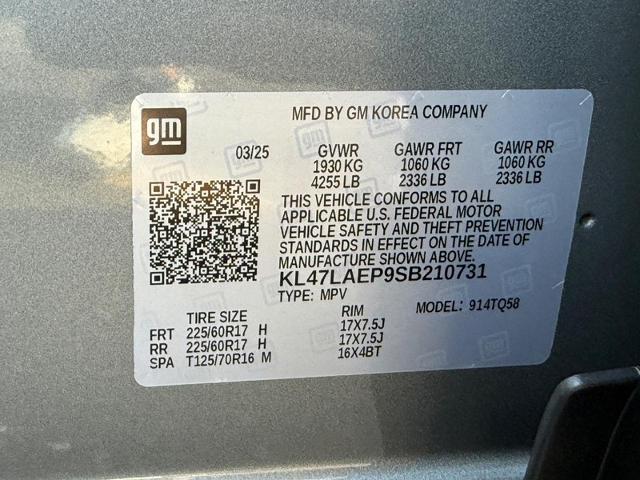 gm
MFD BY GM KOREA COMPANY
03/25 GVWR GAWR FRT GAWR RR
1930 KG 1060 KG 1060 KG
4255 LB 2336 LB 2336 LB
THIS VEHICLE CONFORMS TO ALL
APPLICABLE U.S. FEDERAL MOTOR
VEHICLE SAFETY AND THEFT PREVENTION
STANDARDS IN EFFECT ON THE DATE OF
MANUFACTURE SHOWN ABOVE.
KL47LAEP9SB210731
TYPE: MPV MODEL: 914TQ58
TIRE SIZE RIM
FRT 225/60R17 H 17X7.5J
RR 225/60R17 H 17X7.5J
SPA T125/70R16 M 16X4BT